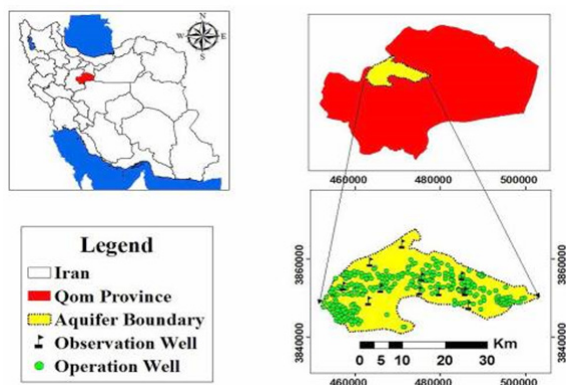 N
W E
S
460000 480000 500000
Legend
Iran
Qom Province
Aquifer Boundary
Observation Well
Operation Well
3860000
3840000
3860000
3840000
Km
0 5 10 20 30
460000 480000 500000